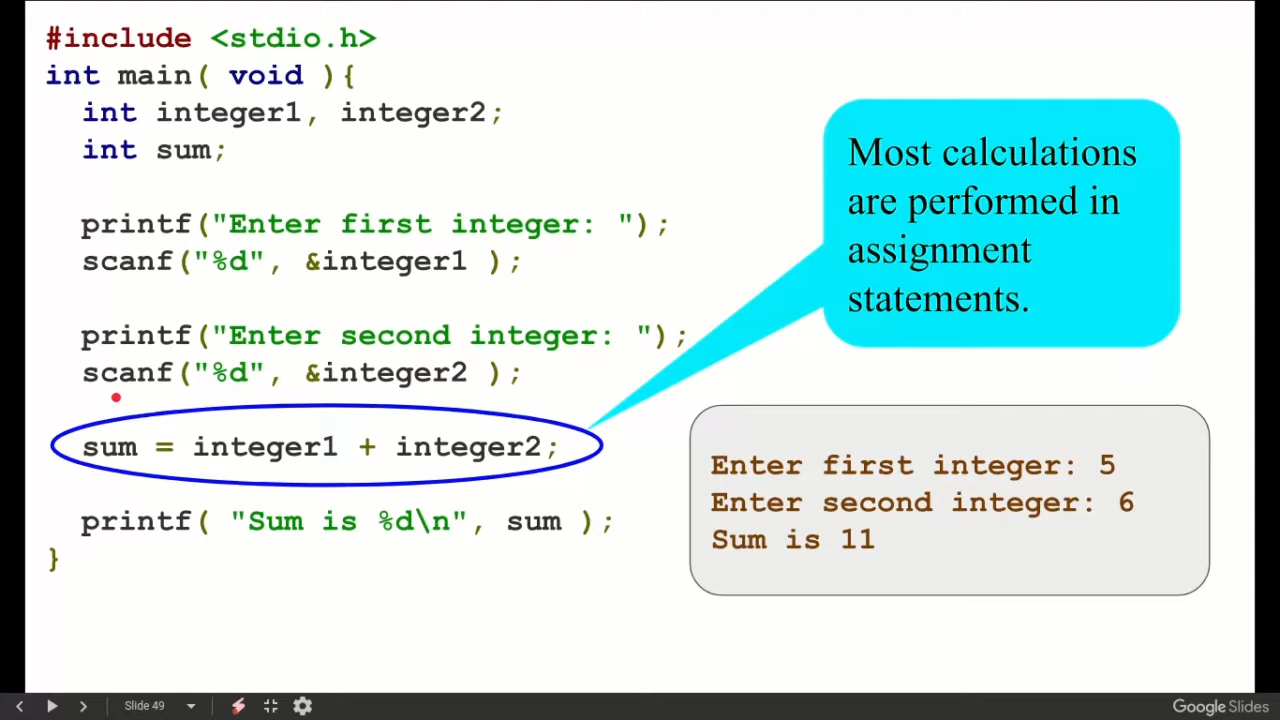 #include <stdio.h>
int main( void ){
int integer1, integer2;
int sum;
printf("Enter first integer: ");
scanf("%d", &integer1 );
printf("Enter second integer: ");
scanf("%d", &integer2 );
sum = integer1 + integer2;
printf( "Sum is %d\n", sum );
}
Most calculations
are performed in
assignment
statements.
Enter first integer: 5
Enter second integer: 6
Sum is 11
Slide 49
Google Slides